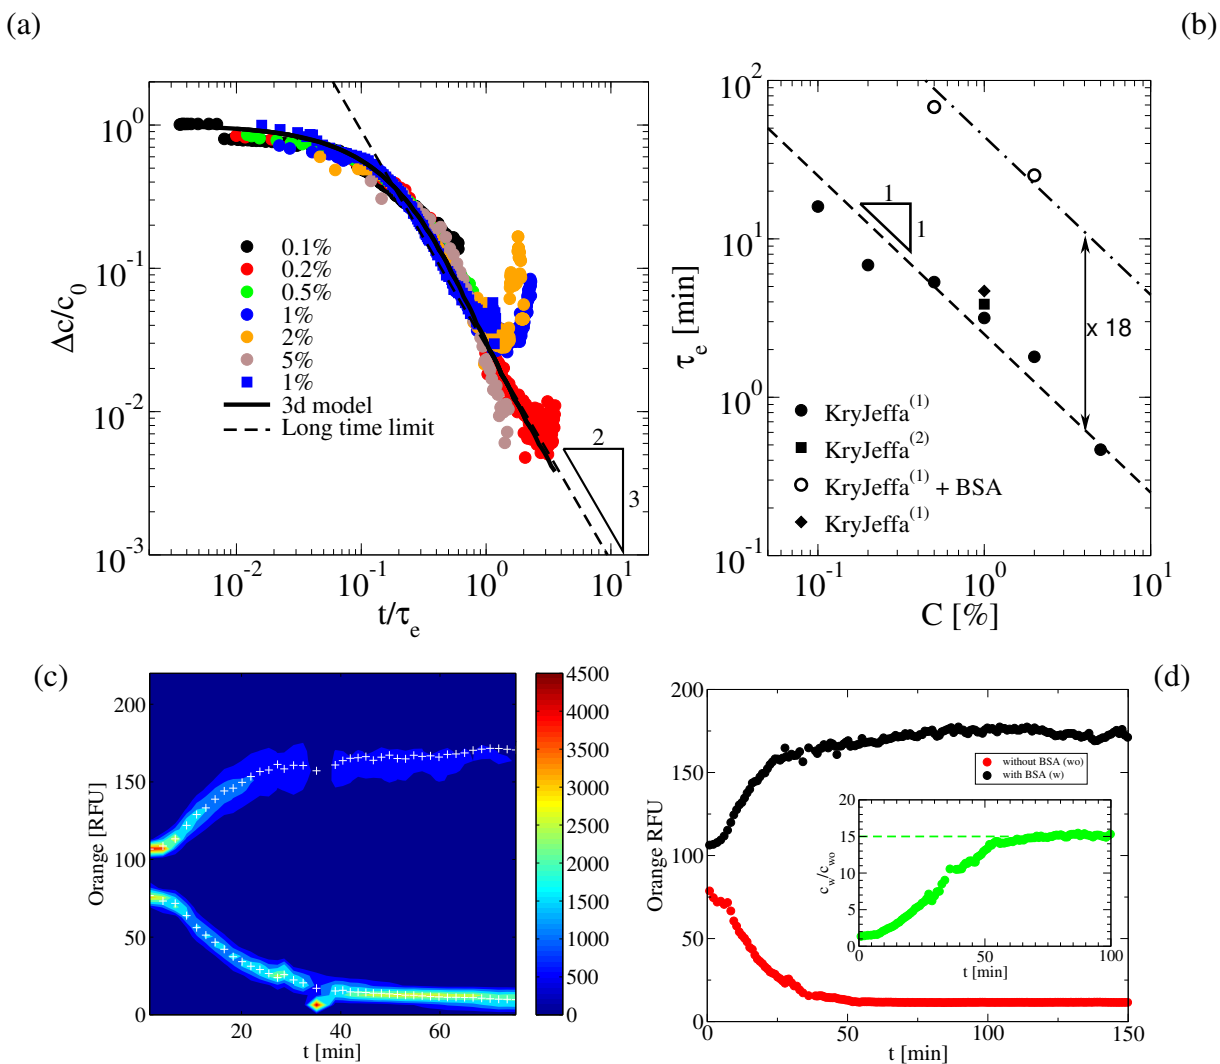 (a)
(b)
10^0
10^-1
10^-2
10^-3
Δc/c_0
10^-2
10^-1
10^0
10^1
t/τ_e
0.1%
0.2%
0.5%
1%
2%
5%
1%
3d model
Long time limit
2
3
10^2
10^1
10^0
10^-1
τ_e [min]
10^-1
10^0
10^1
C [%]
1
1
x 18
KryJeffa^(1)
KryJeffa^(2)
KryJeffa^(1) + BSA
KryJeffa^(1)
(c)
200
150
100
50
0
Orange [RFU]
20
40
60
t [min]
4500
4000
3500
3000
2500
2000
1500
1000
500
0
(d)
200
150
100
50
0
Orange RFU
0
50
100
150
t [min]
without BSA (wo)
with BSA (w)
20
15
10
5
0
c_w/c_wo
0
50
100
t [min]